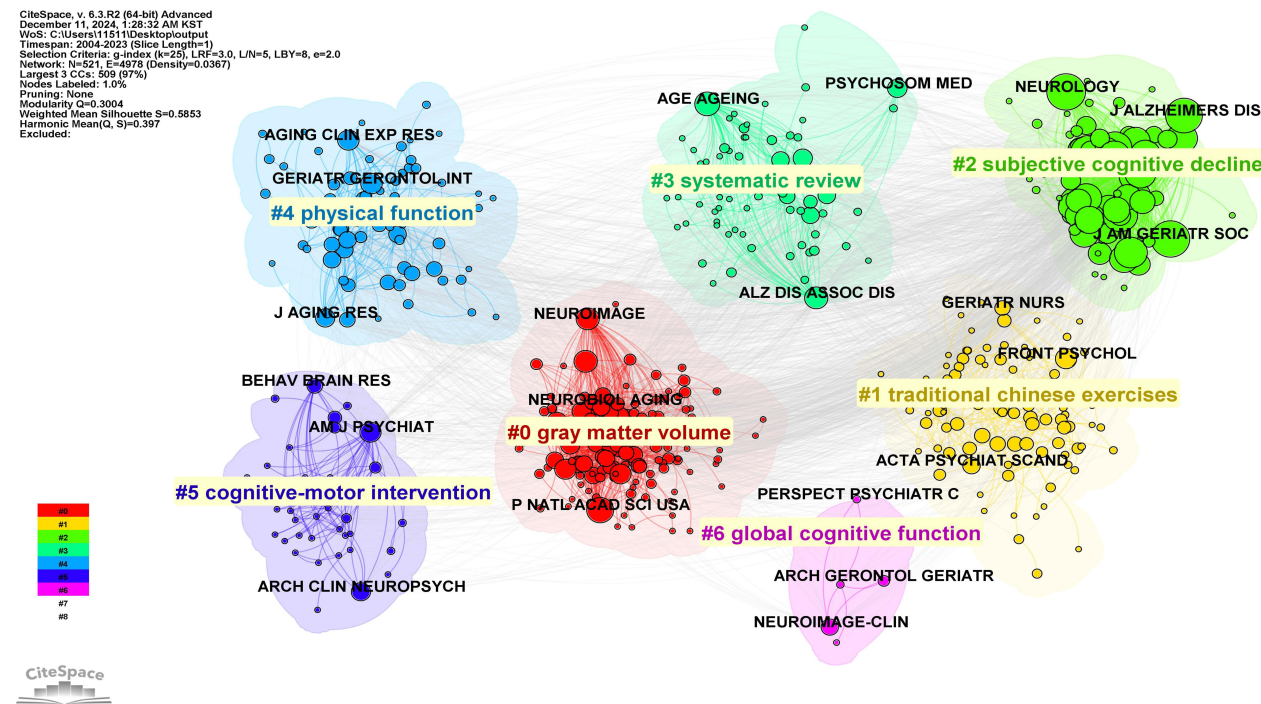 CiteSpace, v. 6.3.R2 (64-bit) Advanced
December 11, 2024, 1:28:32 AM KST
WoS: C:\Users\11511\Desktop\output
Timespan: 2004-2023 (Slice Length=1)
Selection Criteria: g-index (k=25), LRF=3.0, L/N=5, LBY=8, e=2.0
Network: N=521, E=4978 (Density=0.0367)
Largest 3 CCs: 509 (97%)
Nodes Labeled: 1.0%
Pruning: None
Modularity Q=0.3004
Weighted Mean Silhouette S=0.5853
Harmonic Mean(Q, S)=0.397
Excluded:
AGING CLIN EXP RES
GERIATR GERONTOL INT
#4 physical function
J AGING RES
AGE AGEING
PSYCHOSOM MED
#3 systematic review
ALZ DIS ASSOC DIS
NEUROLOGY
J ALZHEIMERS DIS
#2 subjective cognitive decline
J AM GERIATR SOC
NEUROIMAGE
NEUROBIOL AGING
#0 gray matter volume
P NATL ACAD SCI USA
GERIATR NURS
FRONT PSYCHOL
#1 traditional chinese exercises
ACTA PSYCHIAT SCAND
BEHAV BRAIN RES
AM J PSYCHIAT
#5 cognitive-motor intervention
ARCH CLIN NEUROPSYCH
PERSPECT PSYCHIATR C
#6 global cognitive function
ARCH GERONTOL GERIATR
NEUROIMAGE-CLIN
#0
#1
#2
#3
#4
#5
#6
#7
#8
CiteSpace